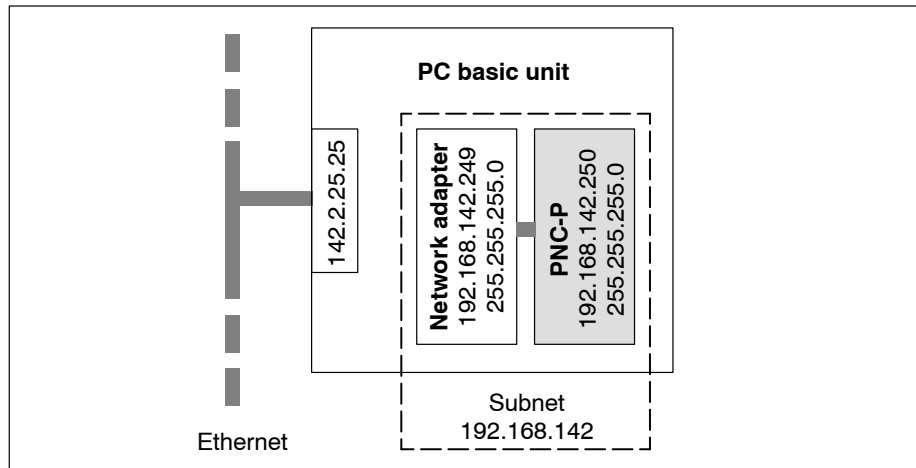 PC basic unit
142.2.25.25
Network adapter
192.168.142.249
255.255.255.0
PNC-P
192.168.142.250
255.255.255.0
Subnet
192.168.142
Ethernet